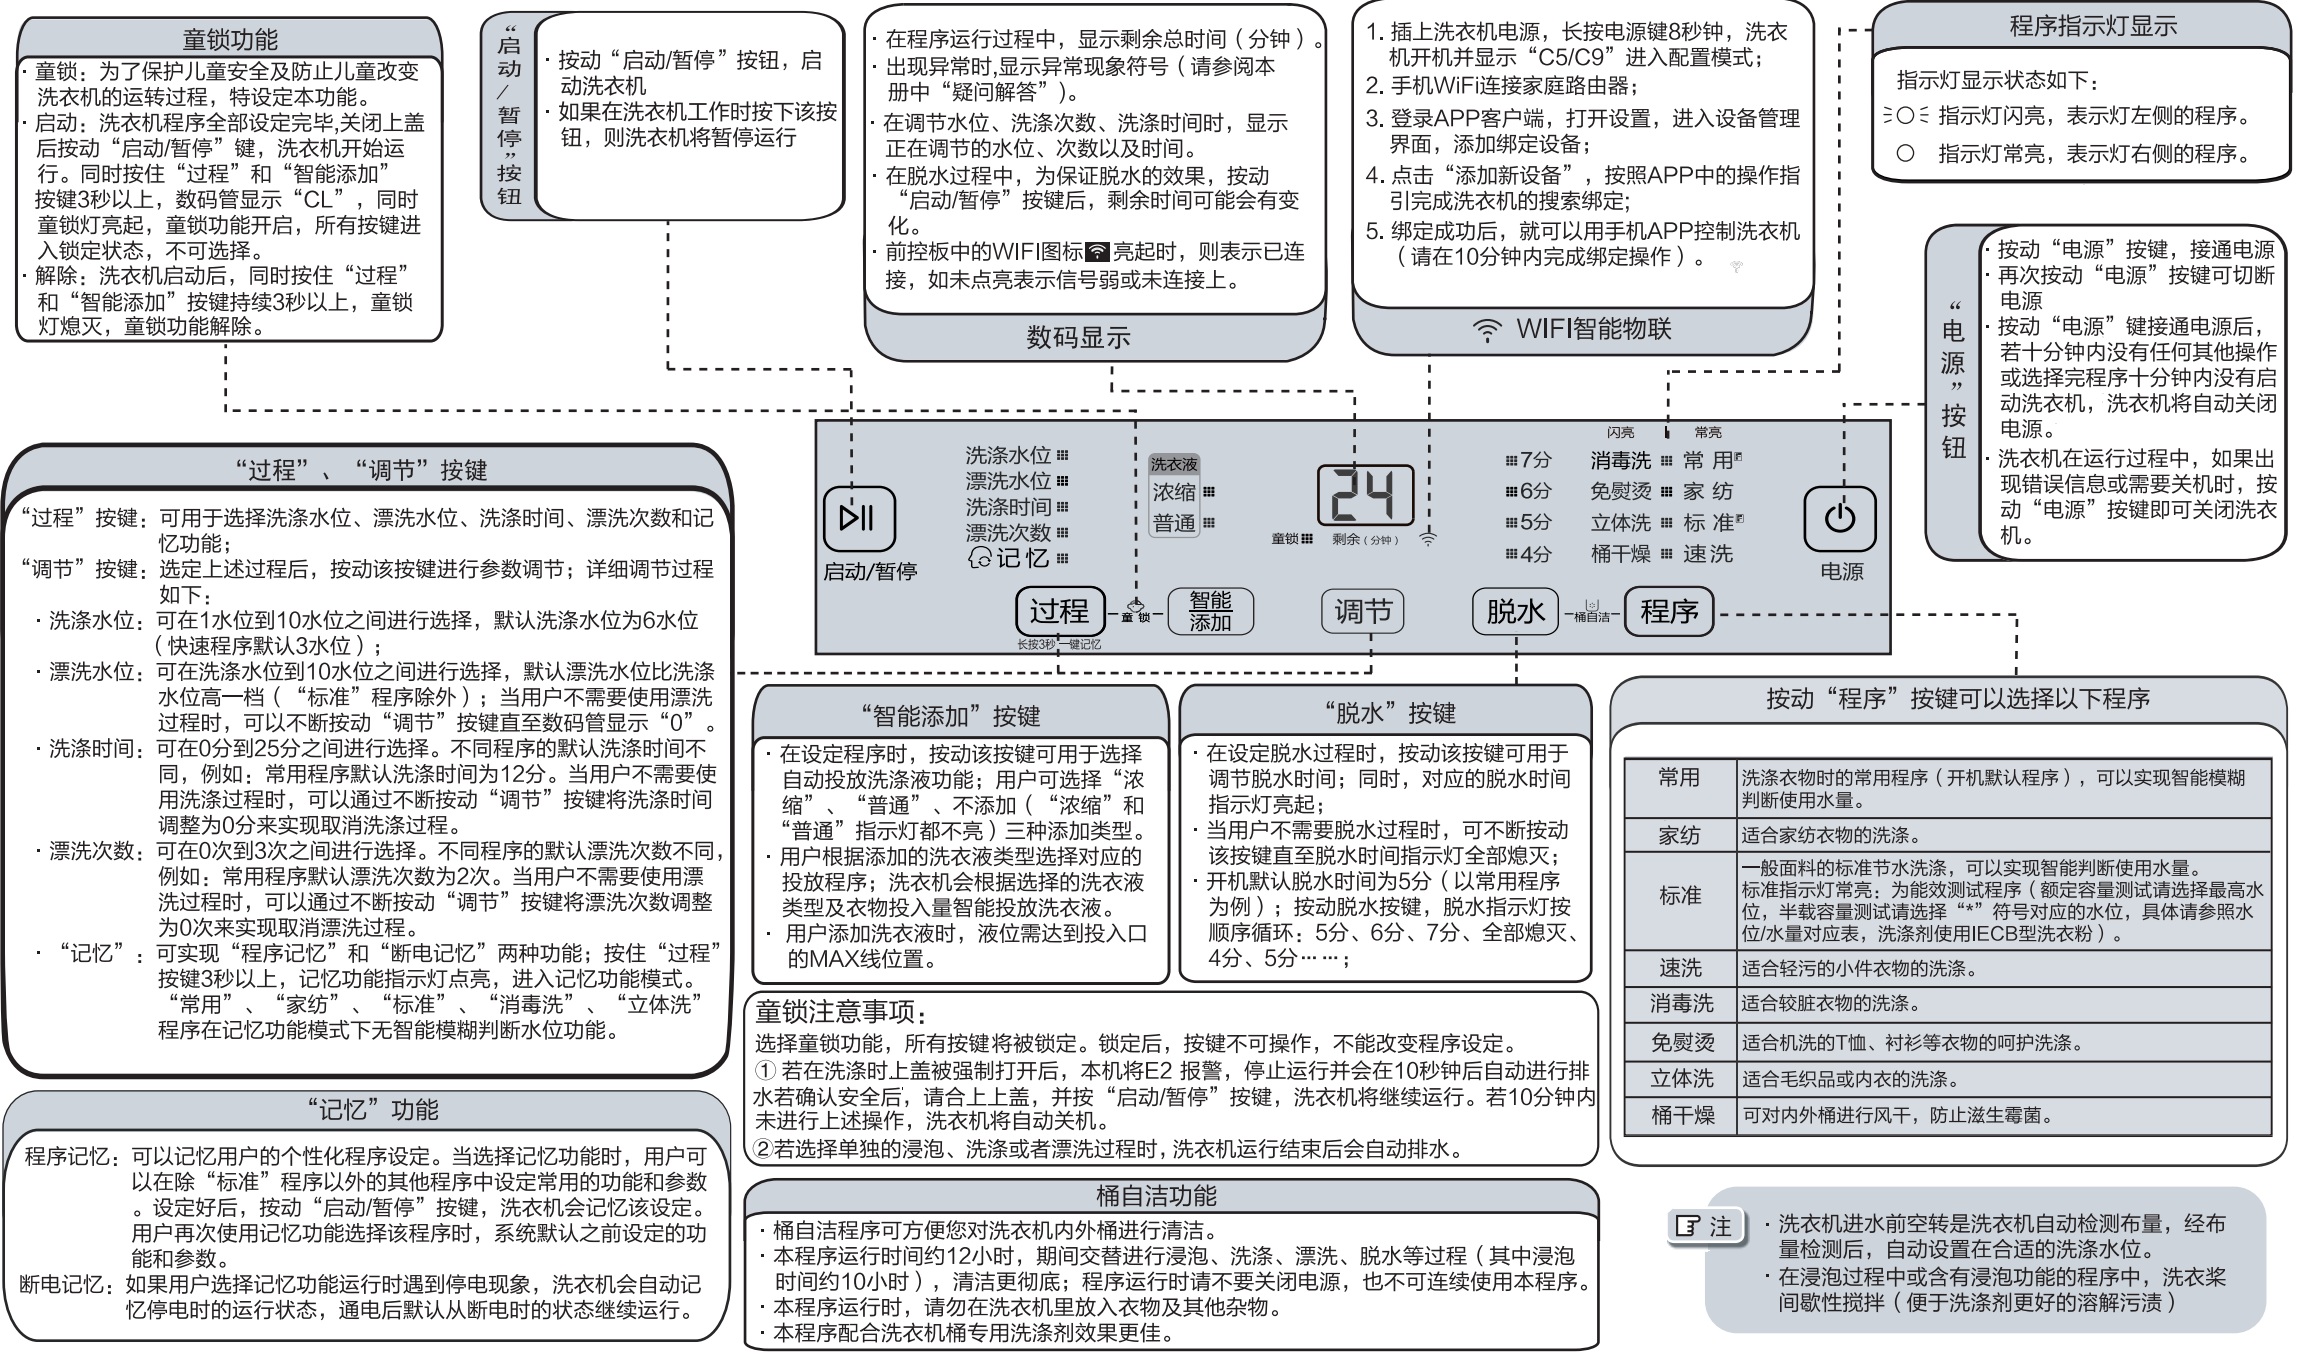 童锁功能
· 童锁：为了保护儿童安全及防止儿童改变
洗衣机的运转过程，特设定本功能。
· 启动：洗衣机程序全部设定完毕,关闭上盖
后按动“启动/暂停”键，洗衣机开始运
行。同时按住“过程”和“智能添加”
按键3秒以上，数码管显示“CL”，同时
童锁灯亮起，童锁功能开启，所有按键进
入锁定状态，不可选择。
· 解除：洗衣机启动后，同时按住“过程”
和“智能添加”按键持续3秒以上，童锁
灯熄灭，童锁功能解除。
“启动/暂停”按钮
· 按动“启动/暂停”按钮，启
动洗衣机
· 如果在洗衣机工作时按下该按
钮，则洗衣机将暂停运行
· 在程序运行过程中，显示剩余总时间（分钟）。
· 出现异常时,显示异常现象符号（请参阅本
册中“疑问解答”)。
· 在调节水位、洗涤次数、洗涤时间时，显示
正在调节的水位、次数以及时间。
· 在脱水过程中，为保证脱水的效果，按动
“启动/暂停”按键后，剩余时间可能会有变
化。
· 前控板中的WIFI图标亮起时，则表示已连
接，如未点亮表示信号弱或未连接上。
数码显示
1. 插上洗衣机电源，长按电源键8秒钟，洗衣
机开机并显示“C5/C9”进入配置模式；
2. 手机WiFi连接家庭路由器；
3. 登录APP客户端，打开设置，进入设备管理
界面，添加绑定设备；
4. 点击“添加新设备”，按照APP中的操作指
引完成洗衣机的搜索绑定；
5. 绑定成功后，就可以用手机APP控制洗衣机
（请在10分钟内完成绑定操作）。
WIFI智能物联
程序指示灯显示
指示灯显示状态如下：
指示灯闪亮，表示灯左侧的程序。
指示灯常亮，表示灯右侧的程序。
“电源”按钮
· 按动“电源”按键，接通电源
· 再次按动“电源”按键可切断
电源
· 按动“电源”键接通电源后，
若十分钟内没有任何其他操作
或选择完程序十分钟内没有启
动洗衣机，洗衣机将自动关闭
电源。
· 洗衣机在运行过程中，如果出
现错误信息或需要关机时，按
动“电源”按键即可关闭洗衣
机。
启动/暂停
洗涤水位
漂洗水位
洗涤时间
漂洗次数
记忆
洗衣液
浓缩
普通
童锁
24
剩余（分钟）
7分
6分
5分
4分
闪亮 常亮
消毒洗 常用
免熨烫 家纺
立体洗 标准
桶干燥 速洗
电源
过程
长按3秒 一键记忆
童锁
智能
添加
调节
脱水
桶自洁
程序
“过程”、“调节”按键
“过程”按键：可用于选择洗涤水位、漂洗水位、洗涤时间、漂洗次数和记
忆功能；
“调节”按键：选定上述过程后，按动该按键进行参数调节；详细调节过程
如下：
· 洗涤水位：可在1水位到10水位之间进行选择，默认洗涤水位为6水位
（快速程序默认3水位）；
· 漂洗水位：可在洗涤水位到10水位之间进行选择，默认漂洗水位比洗涤
水位高一档（“标准”程序除外）；当用户不需要使用漂洗
过程时，可以不断按动“调节”按键直至数码管显示“0”。
· 洗涤时间：可在0分到25分之间进行选择。不同程序的默认洗涤时间不
同，例如：常用程序默认洗涤时间为12分。当用户不需要使
用洗涤过程时，可以通过不断按动“调节”按键将洗涤时间
调整为0分来实现取消洗涤过程。
· 漂洗次数：可在0次到3次之间进行选择。不同程序的默认漂洗次数不同，
例如：常用程序默认漂洗次数为2次。当用户不需要使用漂
洗过程时，可以通过不断按动“调节”按键将漂洗次数调整
为0次来实现取消漂洗过程。
· “记忆”：可实现“程序记忆”和“断电记忆”两种功能；按住“过程”
按键3秒以上，记忆功能指示灯点亮，进入记忆功能模式。
“常用”、“家纺”、“标准”、“消毒洗”、“立体洗”
程序在记忆功能模式下无智能模糊判断水位功能。
“智能添加”按键
· 在设定程序时，按动该按键可用于选择
自动投放洗涤液功能；用户可选择“浓
缩”、“普通”、不添加（“浓缩”和
“普通”指示灯都不亮）三种添加类型。
· 用户根据添加的洗衣液类型选择对应的
投放程序；洗衣机会根据选择的洗衣液
类型及衣物投入量智能投放洗衣液。
· 用户添加洗衣液时，液位需达到投入口
的MAX线位置。
“脱水”按键
· 在设定脱水过程时，按动该按键可用于
调节脱水时间；同时，对应的脱水时间
指示灯亮起；
· 当用户不需要脱水过程时，可不断按动
该按键直至脱水时间指示灯全部熄灭；
· 开机默认脱水时间为5分（以常用程序
为例）；按动脱水按键，脱水指示灯按
顺序循环：5分、6分、7分、全部熄灭、
4分、5分……；
按动“程序”按键可以选择以下程序
常用 洗涤衣物时的常用程序（开机默认程序），可以实现智能模糊
判断使用水量。
家纺 适合家纺衣物的洗涤。
标准 一般面料的标准节水洗涤，可以实现智能判断使用水量。
标准指示灯常亮：为能效测试程序（额定容量测试请选择最高水
位，半载容量测试请选择“*”符号对应的水位，具体请参照水
位/水量对应表，洗涤剂使用IECB型洗衣粉）。
速洗 适合轻污的小件衣物的洗涤。
消毒洗 适合较脏衣物的洗涤。
免熨烫 适合机洗的T恤、衬衫等衣物的呵护洗涤。
立体洗 适合毛织品或内衣的洗涤。
桶干燥 可对内外桶进行风干，防止滋生霉菌。
童锁注意事项：
选择童锁功能，所有按键将被锁定。锁定后，按键不可操作，不能改变程序设定。
① 若在洗涤时上盖被强制打开后，本机将E2 报警，停止运行并会在10秒钟后自动进行排
水若确认安全后，请合上上盖，并按“启动/暂停”按键，洗衣机将继续运行。若10分钟内
未进行上述操作，洗衣机将自动关机。
②若选择单独的浸泡、洗涤或者漂洗过程时，洗衣机运行结束后会自动排水。
“记忆”功能
程序记忆：可以记忆用户的个性化程序设定。当选择记忆功能时，用户可
以在除“标准”程序以外的其他程序中设定常用的功能和参数
。设定好后，按动“启动/暂停”按键，洗衣机会记忆该设定。
用户再次使用记忆功能选择该程序时，系统默认之前设定的功
能和参数。
断电记忆：如果用户选择记忆功能运行时遇到停电现象，洗衣机会自动记
忆停电时的运行状态，通电后默认从断电时的状态继续运行。
桶自洁功能
· 桶自洁程序可方便您对洗衣机内外桶进行清洁。
· 本程序运行时间约12小时，期间交替进行浸泡、洗涤、漂洗、脱水等过程（其中浸泡
时间约10小时），清洁更彻底；程序运行时请不要关闭电源，也不可连续使用本程序。
· 本程序运行时，请勿在洗衣机里放入衣物及其他杂物。
· 本程序配合洗衣机桶专用洗涤剂效果更佳。
注
· 洗衣机进水前空转是洗衣机自动检测布量，经布
量检测后，自动设置在合适的洗涤水位。
· 在浸泡过程中或含有浸泡功能的程序中，洗衣桨
间歇性搅拌（便于洗涤剂更好的溶解污渍）